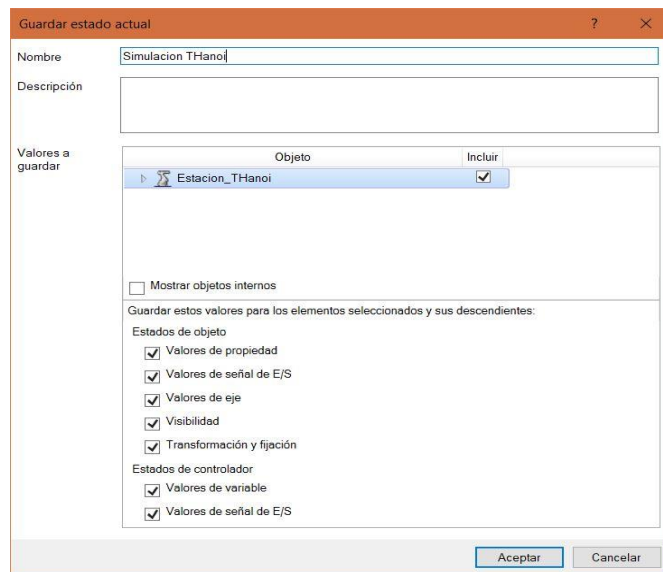 Guardar estado actual ? ×
Nombre Simulacion THanoi
Descripción
Valores a guardar
Objeto Incluir
Estacion_THanoi
Mostrar objetos internos
Guardar estos valores para los elementos seleccionados y sus descendientes:
Estados de objeto
Valores de propiedad
Valores de señal de E/S
Valores de eje
Visibilidad
Transformación y fijación
Estados de controlador
Valores de variable
Valores de señal de E/S
Aceptar Cancelar